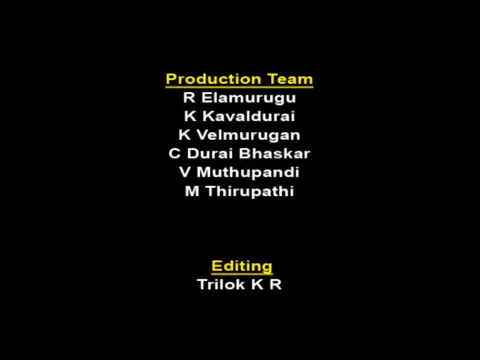 Production Team
R Elamurugu
K Kavaldurai
K Velmurugan
C Durai Bhaskar
V Muthupandi
M Thirupathi
Editing
Trilok K R